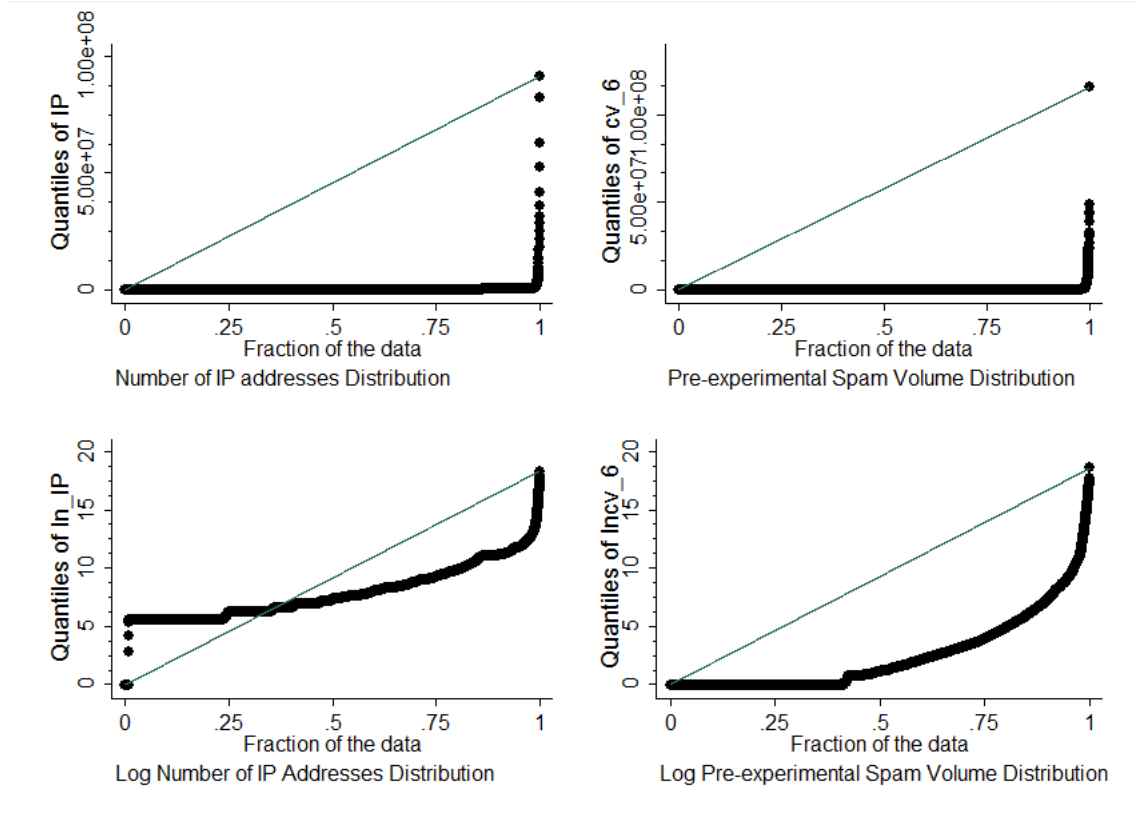 Quantiles of IP
0 5.00e+07 1.00e+08
0 .25 .5 .75 1
Fraction of the data
Number of IP addresses Distribution
Quantiles of cv_6
0 5.00e+07 1.00e+08
0 .25 .5 .75 1
Fraction of the data
Pre-experimental Spam Volume Distribution
Quantiles of ln_IP
0 5 10 15 20
0 .25 .5 .75 1
Fraction of the data
Log Number of IP Addresses Distribution
Quantiles of lncv_6
0 5 10 15 20
0 .25 .5 .75 1
Fraction of the data
Log Pre-experimental Spam Volume Distribution